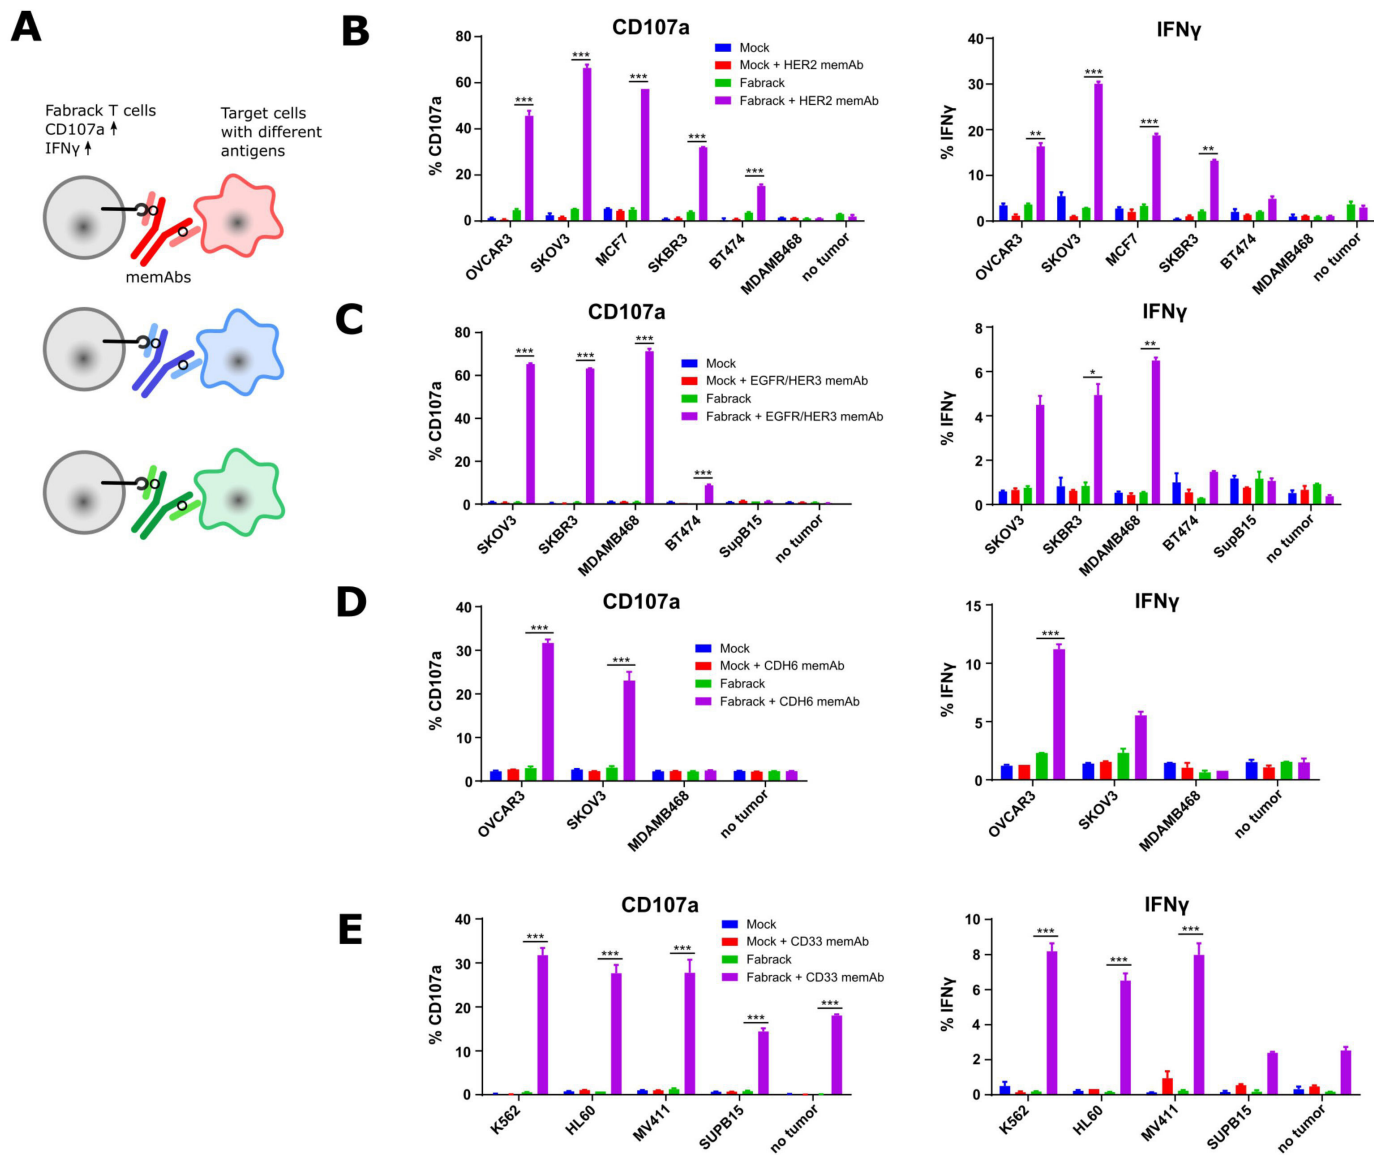 A
Fabrack T cells
CD107a ↑
IFNγ ↑
Target cells
with different
antigens
memAbs
B
CD107a
% CD107a
80
60
40
20
0
Mock
Mock + HER2 memAb
Fabrack
Fabrack + HER2 memAb
***
***
***
***
***
OVCAR3
SKOV3
MCF7
SKBR3
BT474
MDAMB468
no tumor
IFNγ
% IFNγ
40
30
20
10
0
**
***
***
**
OVCAR3
SKOV3
MCF7
SKBR3
BT474
MDAMB468
no tumor
C
CD107a
% CD107a
80
60
40
20
0
Mock
Mock + EGFR/HER3 memAb
Fabrack
Fabrack + EGFR/HER3 memAb
***
***
***
***
SKOV3
SKBR3
MDAMB468
BT474
SupB15
no tumor
IFNγ
% IFNγ
8
6
4
2
0
*
**
SKOV3
SKBR3
MDAMB468
BT474
SupB15
no tumor
D
CD107a
% CD107a
40
30
20
10
0
Mock
Mock + CDH6 memAb
Fabrack
Fabrack + CDH6 memAb
***
***
OVCAR3
SKOV3
MDAMB468
no tumor
IFNγ
% IFNγ
15
10
5
0
***
OVCAR3
SKOV3
MDAMB468
no tumor
E
CD107a
% CD107a
40
30
20
10
0
Mock
Mock + CD33 memAb
Fabrack
Fabrack + CD33 memAb
***
***
***
***
***
K562
HL60
MV411
SUPB15
no tumor
IFNγ
% IFNγ
10
8
6
4
2
0
***
***
***
K562
HL60
MV411
SUPB15
no tumor